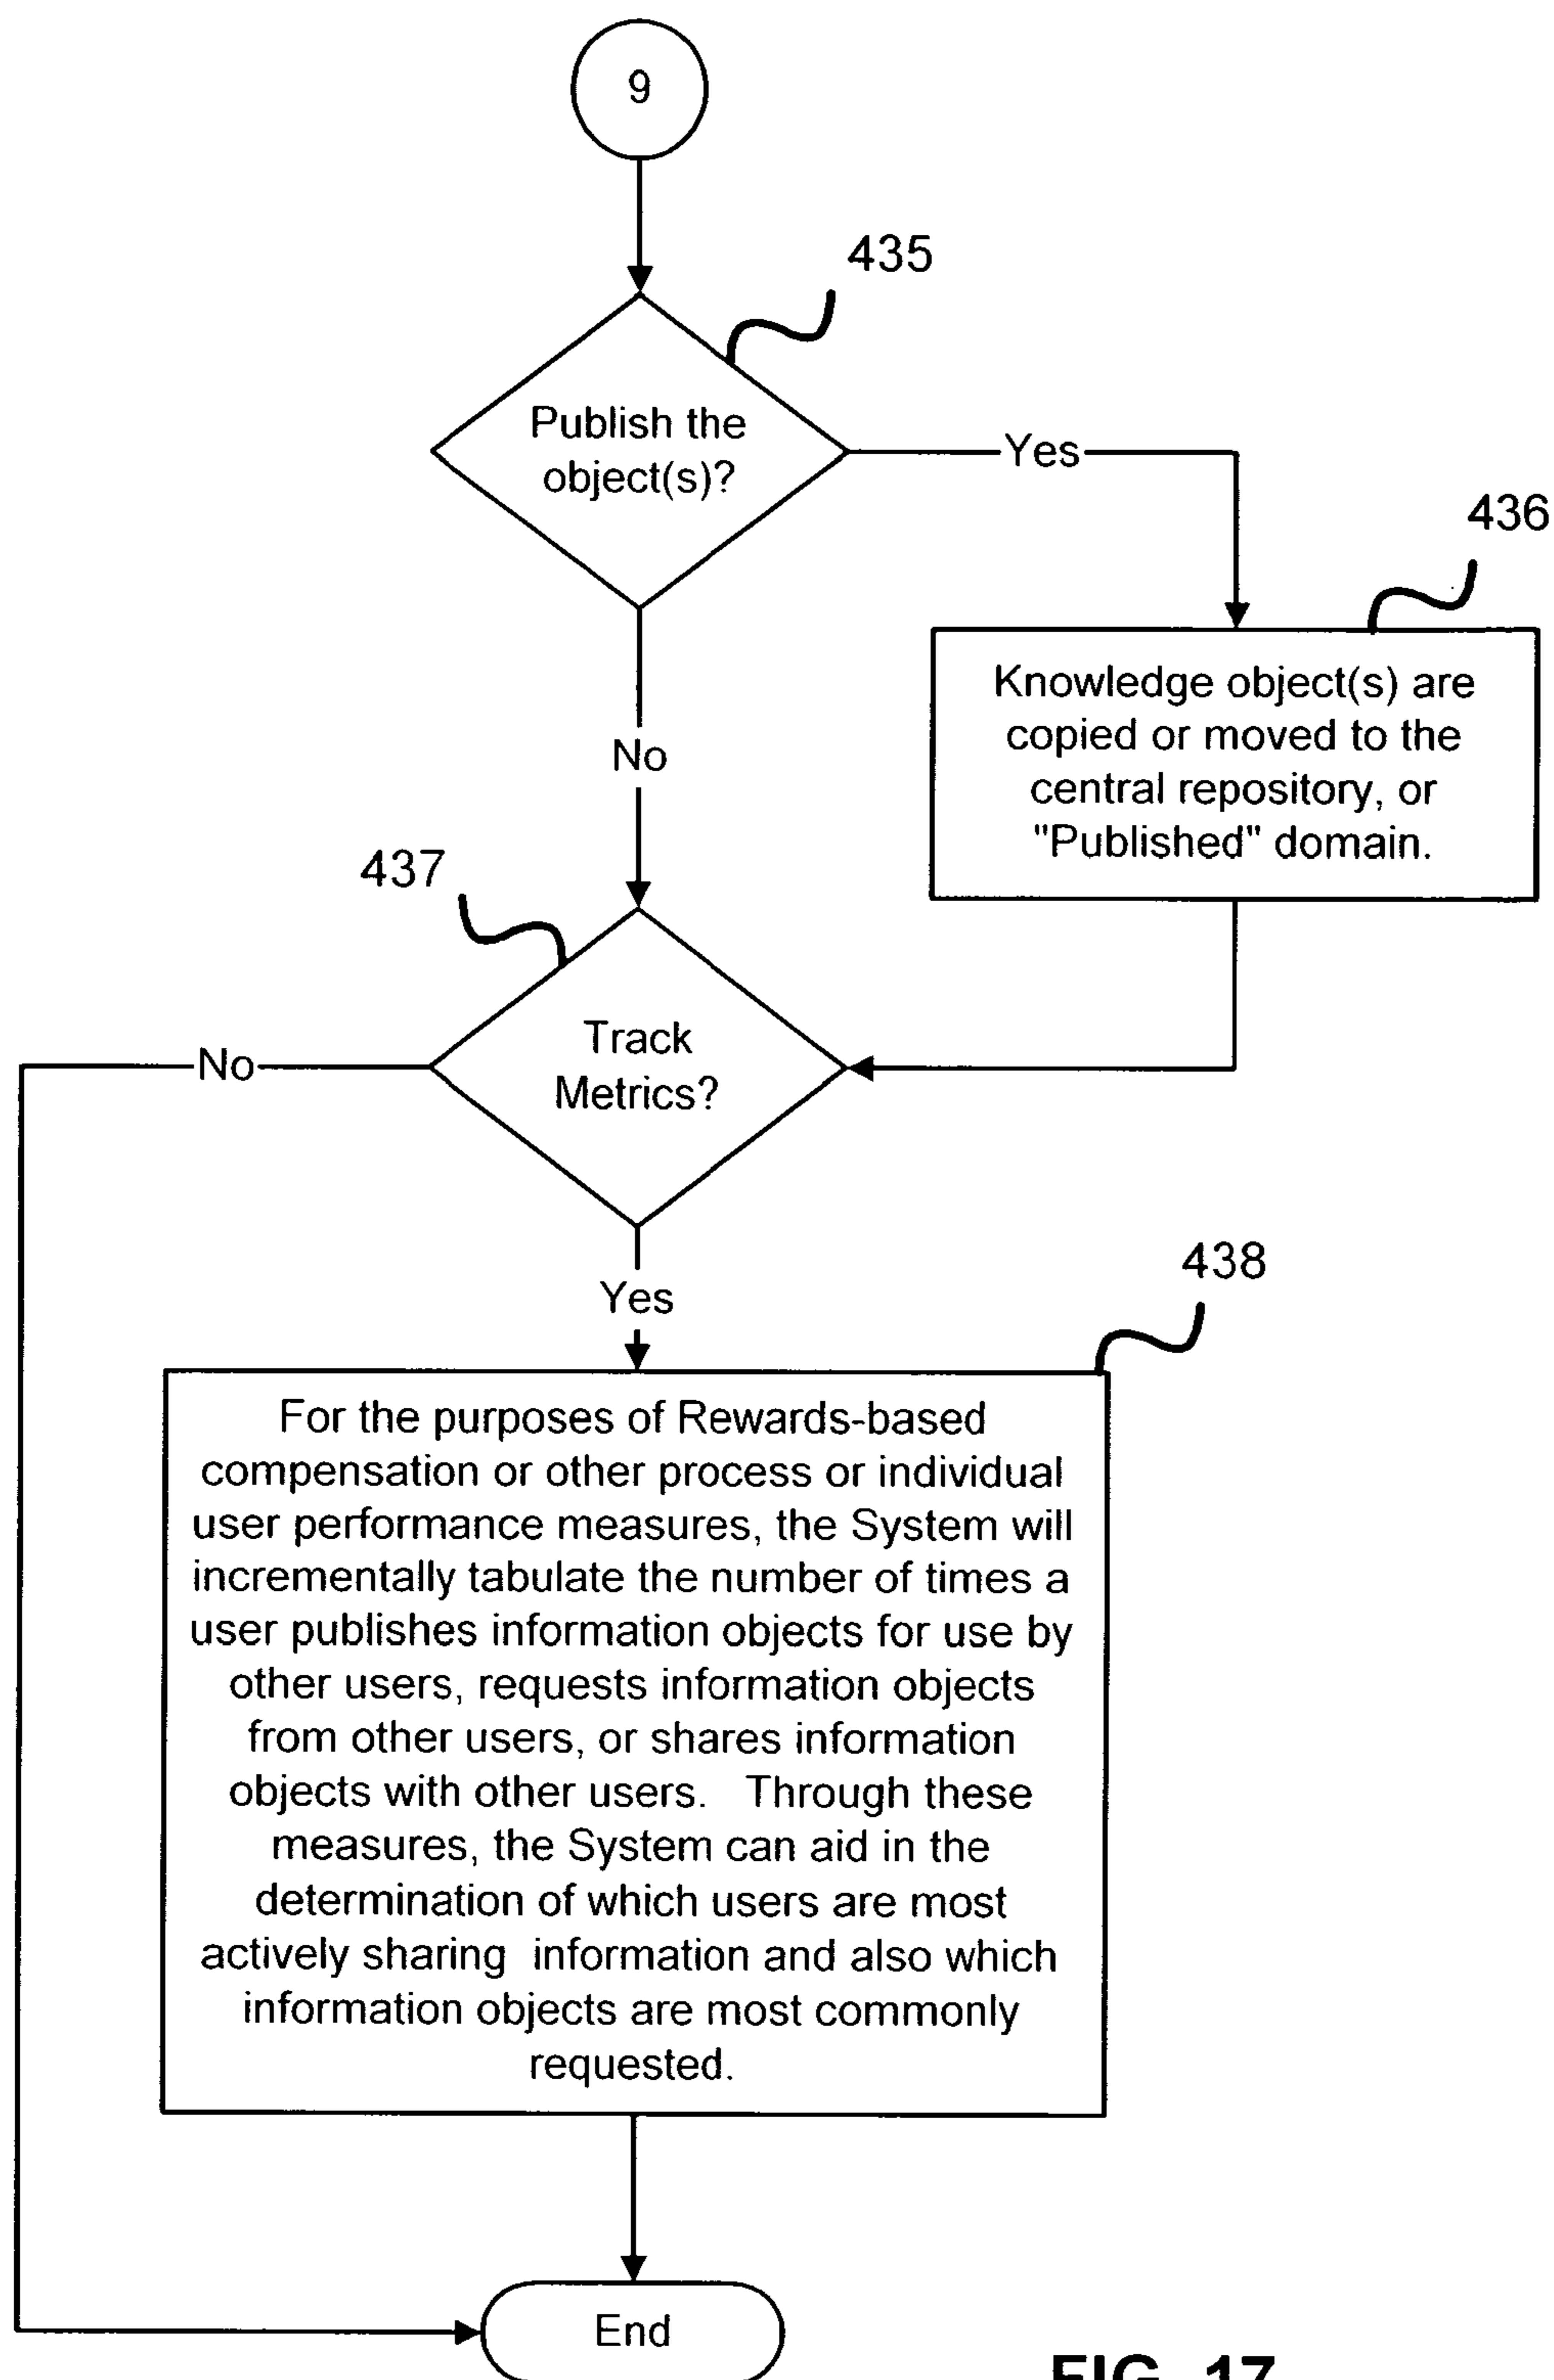 9
435
Publish the
object(s)?
Yes
436
Knowledge object(s) are
copied or moved to the
central repository, or
"Published" domain.
No
437
Track
Metrics?
No
Yes
438
For the purposes of Rewards-based
compensation or other process or individual
user performance measures, the System will
incrementally tabulate the number of times a
user publishes information objects for use by
other users, requests information objects
from other users, or shares information
objects with other users.   Through these
measures, the System can aid in the
determination of which users are most
actively sharing  information and also which
information objects are most commonly
requested.
End
FIG. 17